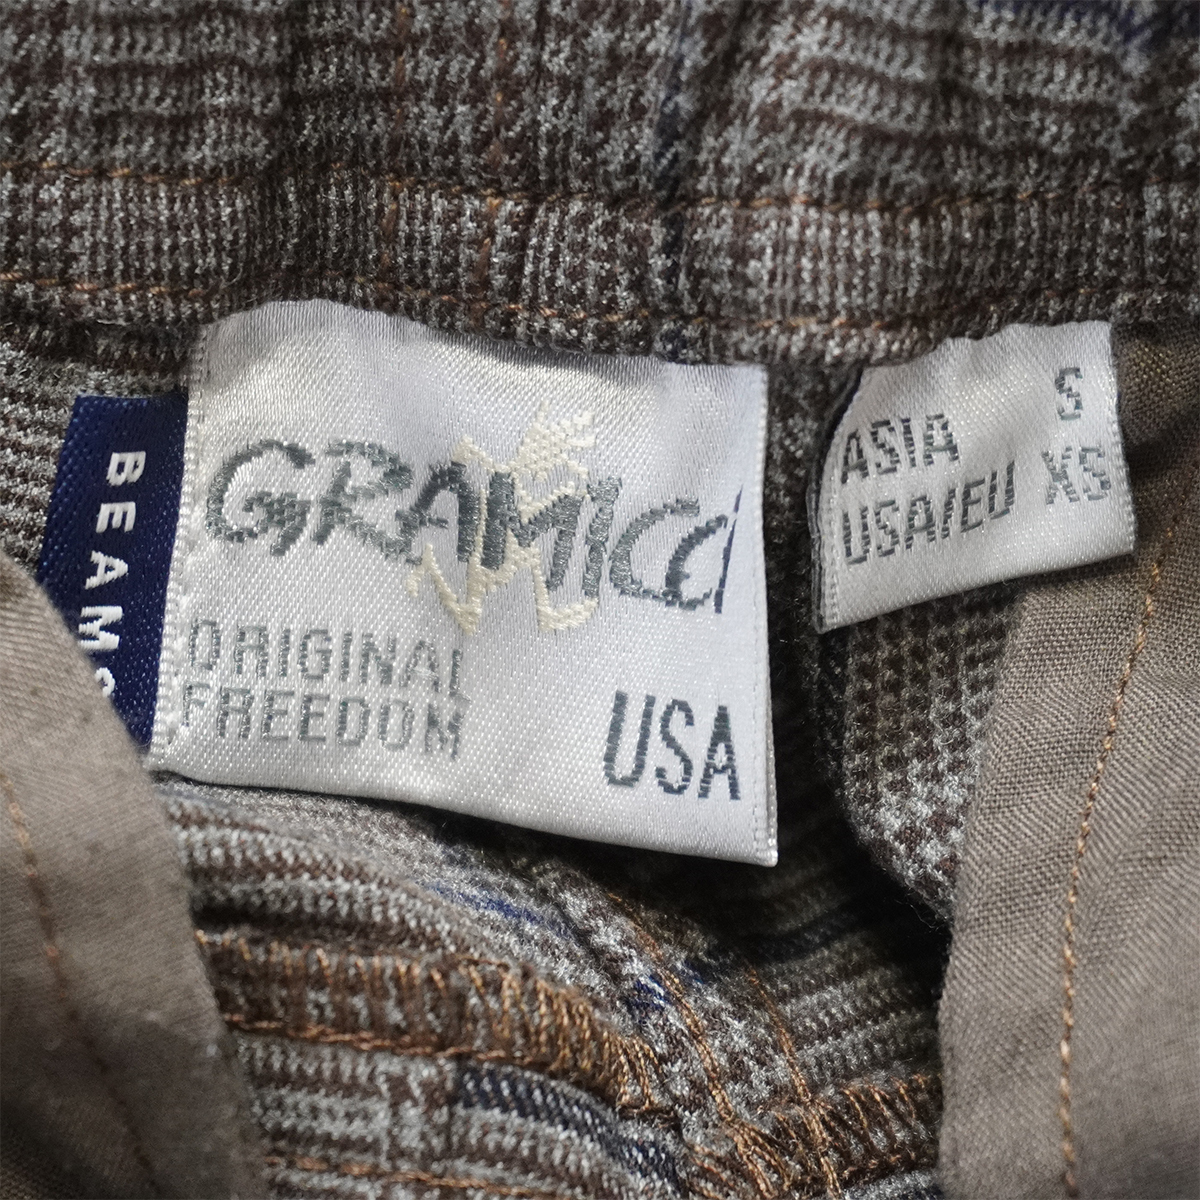 BEAMS
GRAMICCI
ORIGINAL
FREEDOM
USA
ASIA S
USA/EU XS